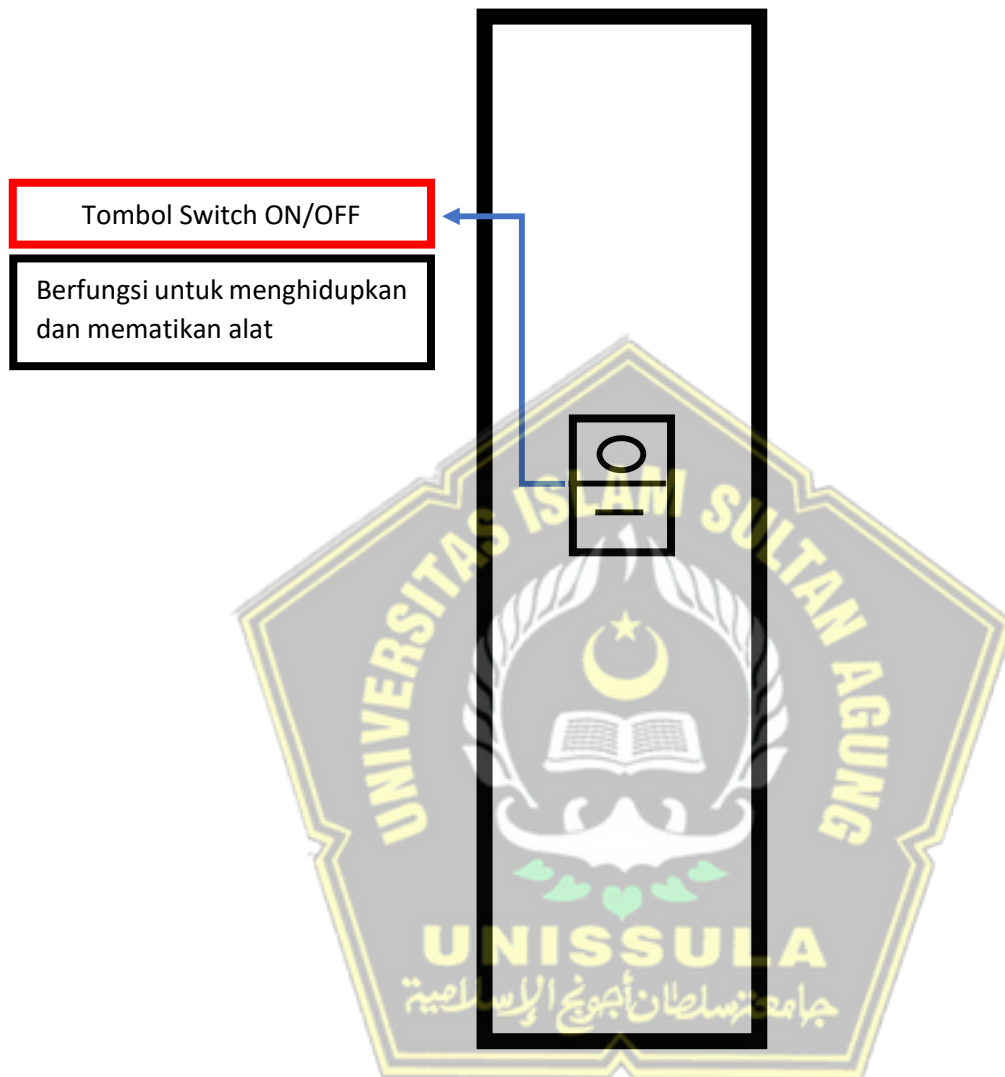 Tombol Switch ON/OFF
Berfungsi untuk menghidupkan
dan mematikan alat
UNIVERSITAS ISLAM SULTAN AGUNG
UNISSULA
جامعة سلطان أجونج الإسلامية